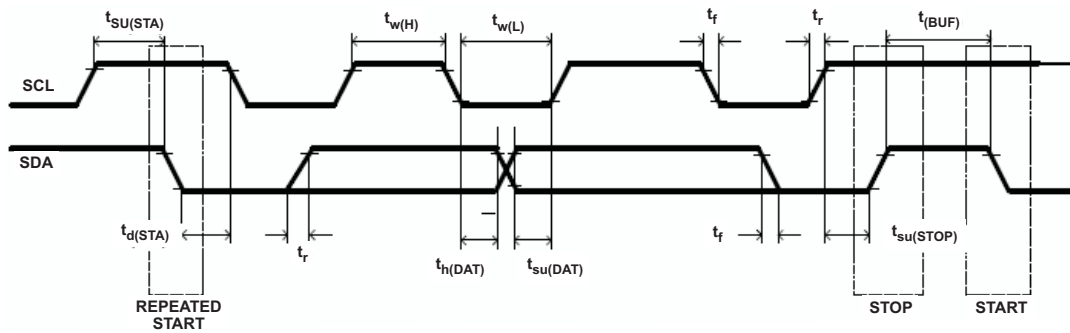 tSU(STA)
tw(H)
tw(L)
tf
tr
t(BUF)
SCL
SDA
td(STA)
tr
th(DAT)
tsu(DAT)
tf
tsu(STOP)
REPEATED
START
STOP
START